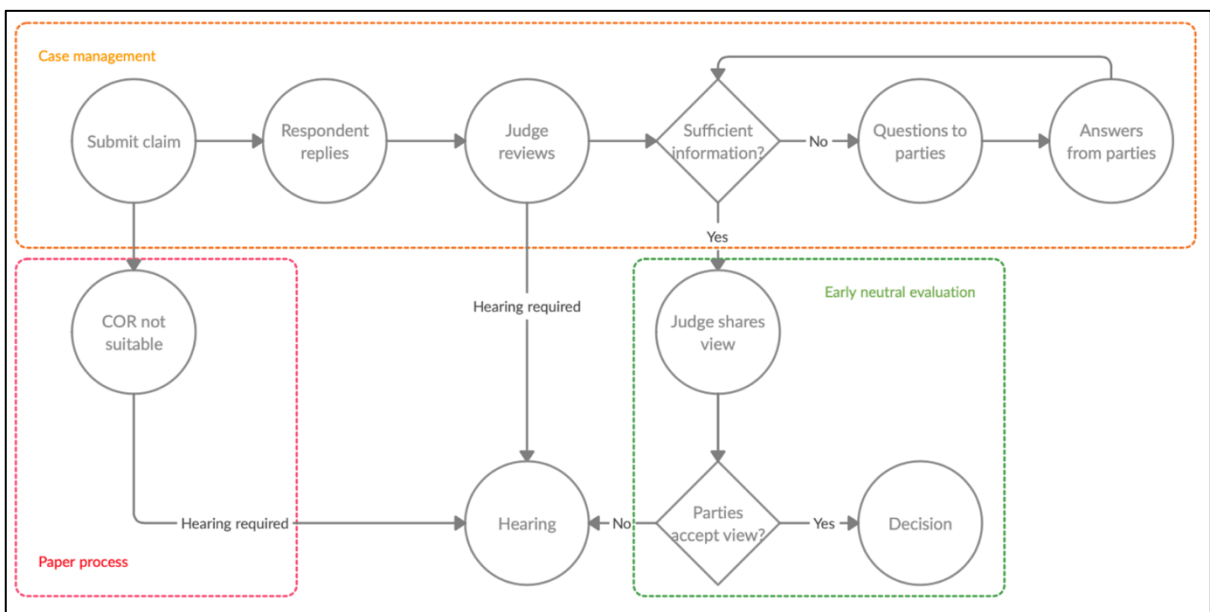 Case management
Submit claim
Respondent
replies
Judge
reviews
Sufficient
information?
No
Questions to
parties
Answers
from parties
Yes
Early neutral evaluation
Hearing required
COR not
suitable
Judge shares
view
Hearing required
Hearing
No
Parties
accept view?
Yes
Decision
Paper process